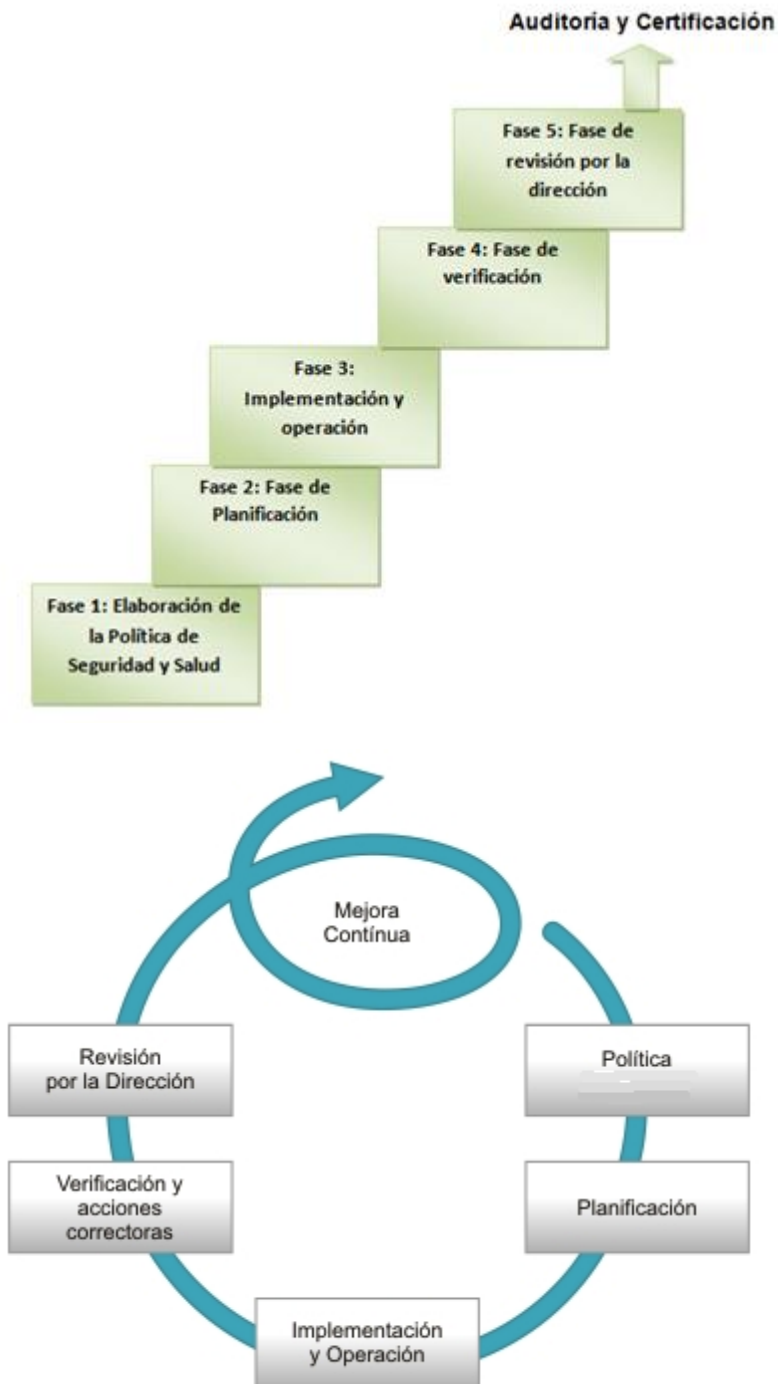 Auditoría y Certificación
Fase 5: Fase de
revisión por la
dirección
Fase 4: Fase de
verificación
Fase 3:
Implementación y
operación
Fase 2: Fase de
Planificación
Fase 1: Elaboración de
la Política de
Seguridad y Salud
Mejora
Contínua
Revisión
por la Dirección
Política
Verificación y
acciones
correctoras
Planificación
Implementación
y Operación